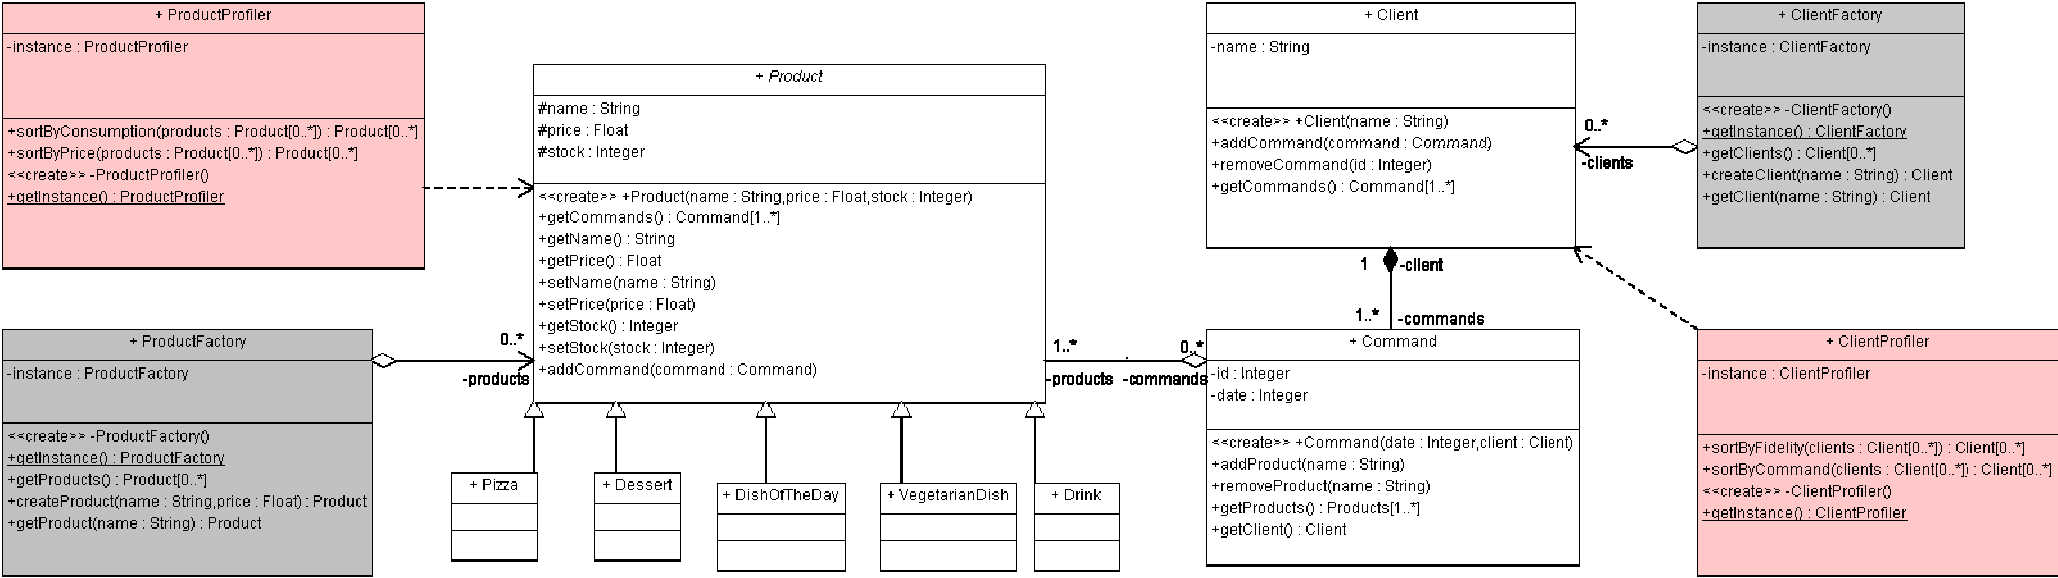 + ProductProfiler
-instance : ProductProfiler
+sortByConsumption(products : Product[0..*]) : Product[0..*]
+sortByPrice(products : Product[0..*]) : Product[0..*]
<<create>> -ProductProfiler()
+getInstance() : ProductProfiler
+ Product
#name : String
#price : Float
#stock : Integer
<<create>> +Product(name : String,price : Float,stock : Integer)
+getCommands() : Command[1..*]
+getName() : String
+getPrice() : Float
+setName(name : String)
+setPrice(price : Float)
+getStock() : Integer
+setStock(stock : Integer)
+addCommand(command : Command)
+ Client
-name : String
<<create>> +Client(name : String)
+addCommand(command : Command)
+removeCommand(id : Integer)
+getCommands() : Command[1..*]
+ ClientFactory
-instance : ClientFactory
<<create>> -ClientFactory()
+getInstance() : ClientFactory
+getClients() : Client[0..*]
+createClient(name : String) : Client
+getClient(name : String) : Client
0..*
-clients
1
-client
1..*
-commands
+ ProductFactory
-instance : ProductFactory
<<create>> -ProductFactory()
+getInstance() : ProductFactory
+getProducts() : Product[0..*]
+createProduct(name : String,price : Float) : Product
+getProduct(name : String) : Product
0..*
-products
1..*
-products
0..*
-commands
+ Command
-id : Integer
-date : Integer
<<create>> +Command(date : Integer,client : Client)
+addProduct(name : String)
+removeProduct(name : String)
+getProducts() : Products[1..*]
+getClient() : Client
+ ClientProfiler
-instance : ClientProfiler
+sortByFidelity(clients : Client[0..*]) : Client[0..*]
+sortByCommand(clients : Client[0..*]) : Client[0..*]
<<create>> -ClientProfiler()
+getInstance() : ClientProfiler
+ Pizza
+ Dessert
+ DishOfTheDay
+ VegetarianDish
+ Drink